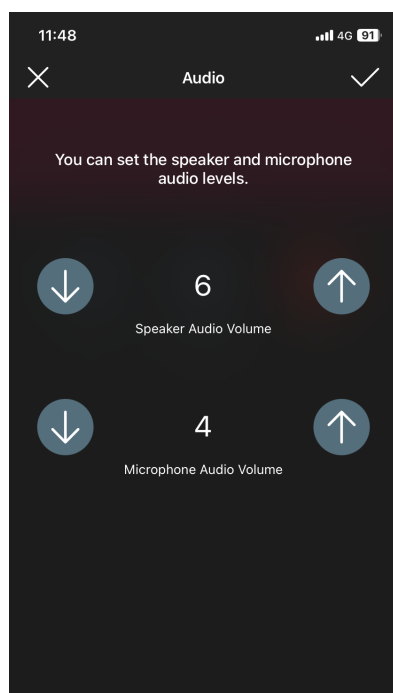 11:48
4G 91
Audio
You can set the speaker and microphone
audio levels.
6
Speaker Audio Volume
4
Microphone Audio Volume